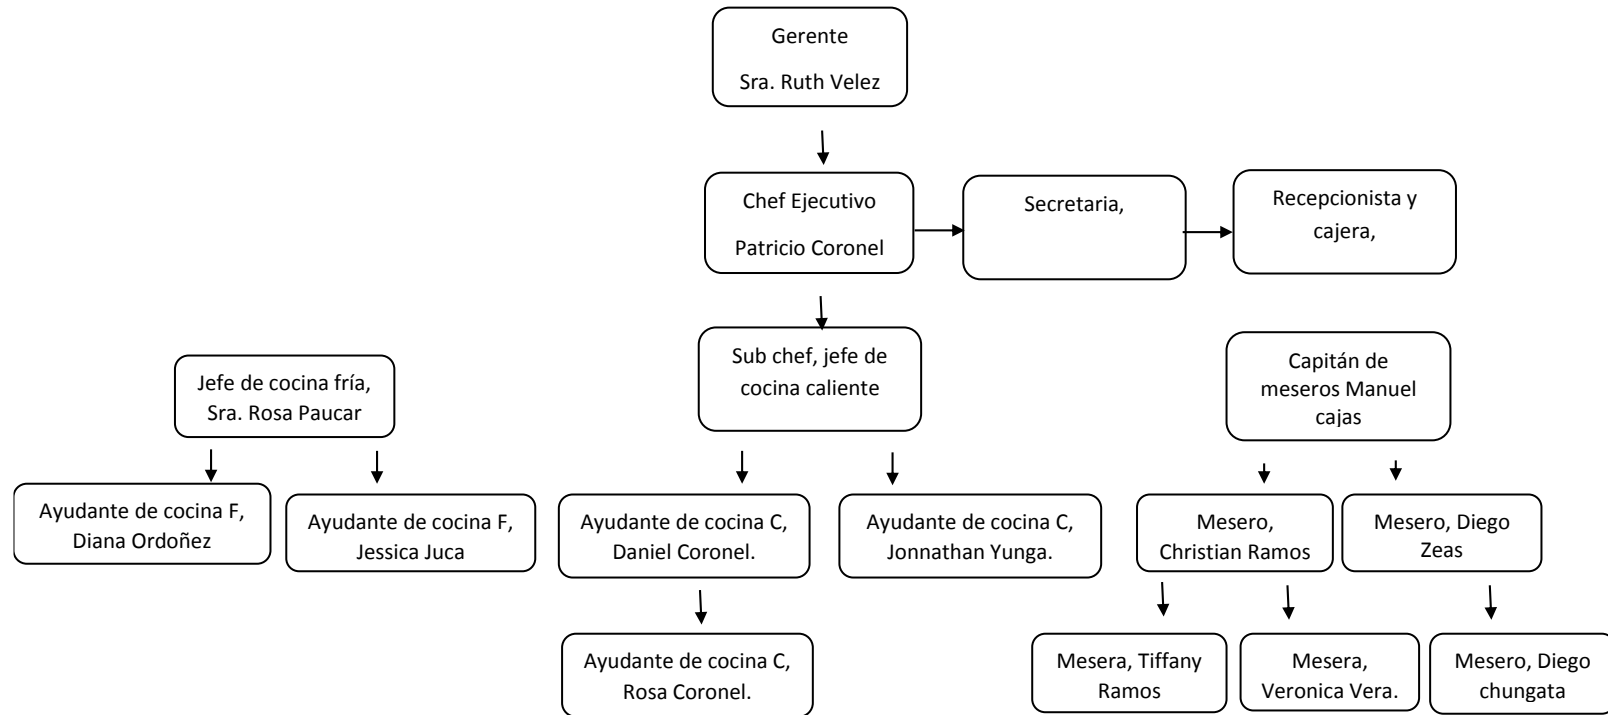 Gerente
Sra. Ruth Velez
Chef Ejecutivo
Patricio Coronel
Secretaria,
Recepcionista y
cajera,
Jefe de cocina fría,
Sra. Rosa Paucar
Sub chef, jefe de
cocina caliente
Capitán de
meseros Manuel
cajas
Ayudante de cocina F,
Diana Ordoñez
Ayudante de cocina F,
Jessica Juca
Ayudante de cocina C,
Daniel Coronel.
Ayudante de cocina C,
Jonnathan Yunga.
Mesero,
Christian Ramos
Mesero, Diego
Zeas
Ayudante de cocina C,
Rosa Coronel.
Mesera, Tiffany
Ramos
Mesera,
Veronica Vera.
Mesero, Diego
chungata